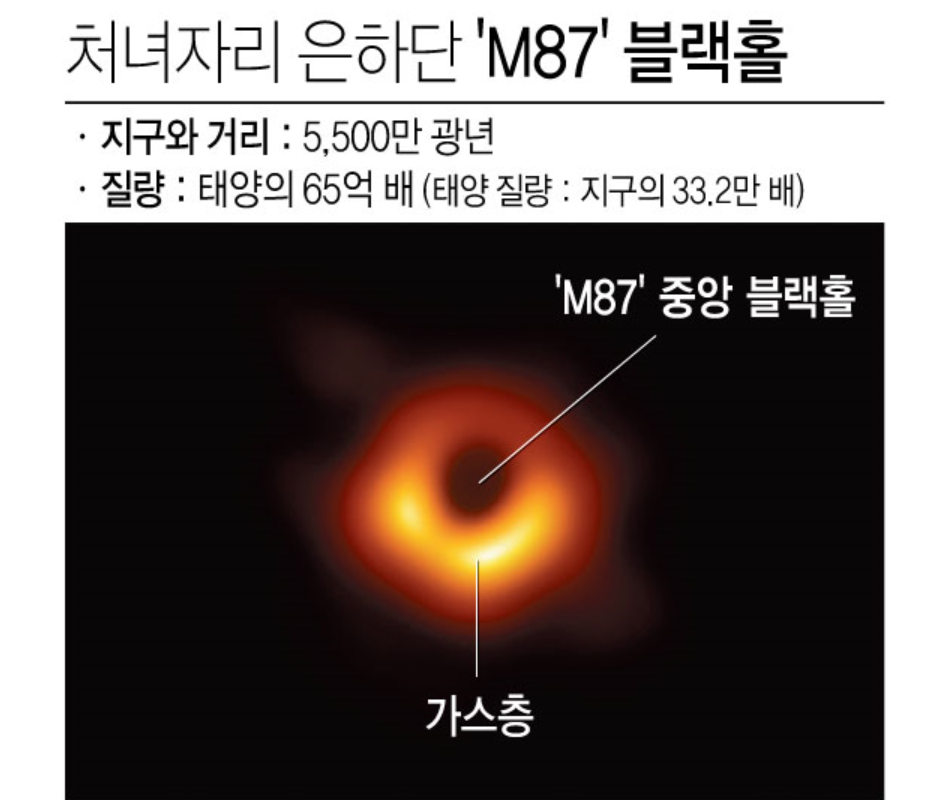 처녀자리 은하단 'M87' 블랙홀
· 지구와 거리 : 5,500만 광년
· 질량 : 태양의 65억 배 (태양 질량 : 지구의 33.2만 배)
'M87' 중앙 블랙홀
가스층